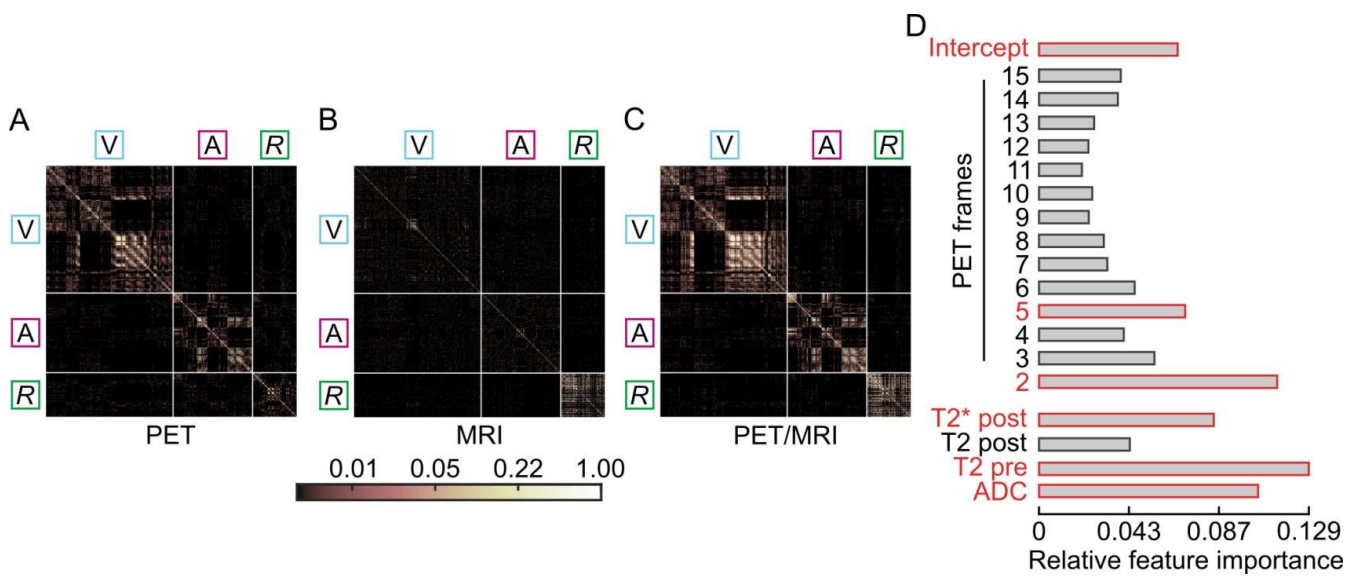 A
V
A
R
V
A
R
PET
B
V
A
R
V
A
R
MRI
C
V
A
R
V
A
R
PET/MRI
0.01 0.05 0.22 1.00
D
Intercept
15
14
13
12
11
10
9
8
7
6
5
4
3
2
PET frames
T2* post
T2 post
T2 pre
ADC
0 0.043 0.087 0.129
Relative feature importance